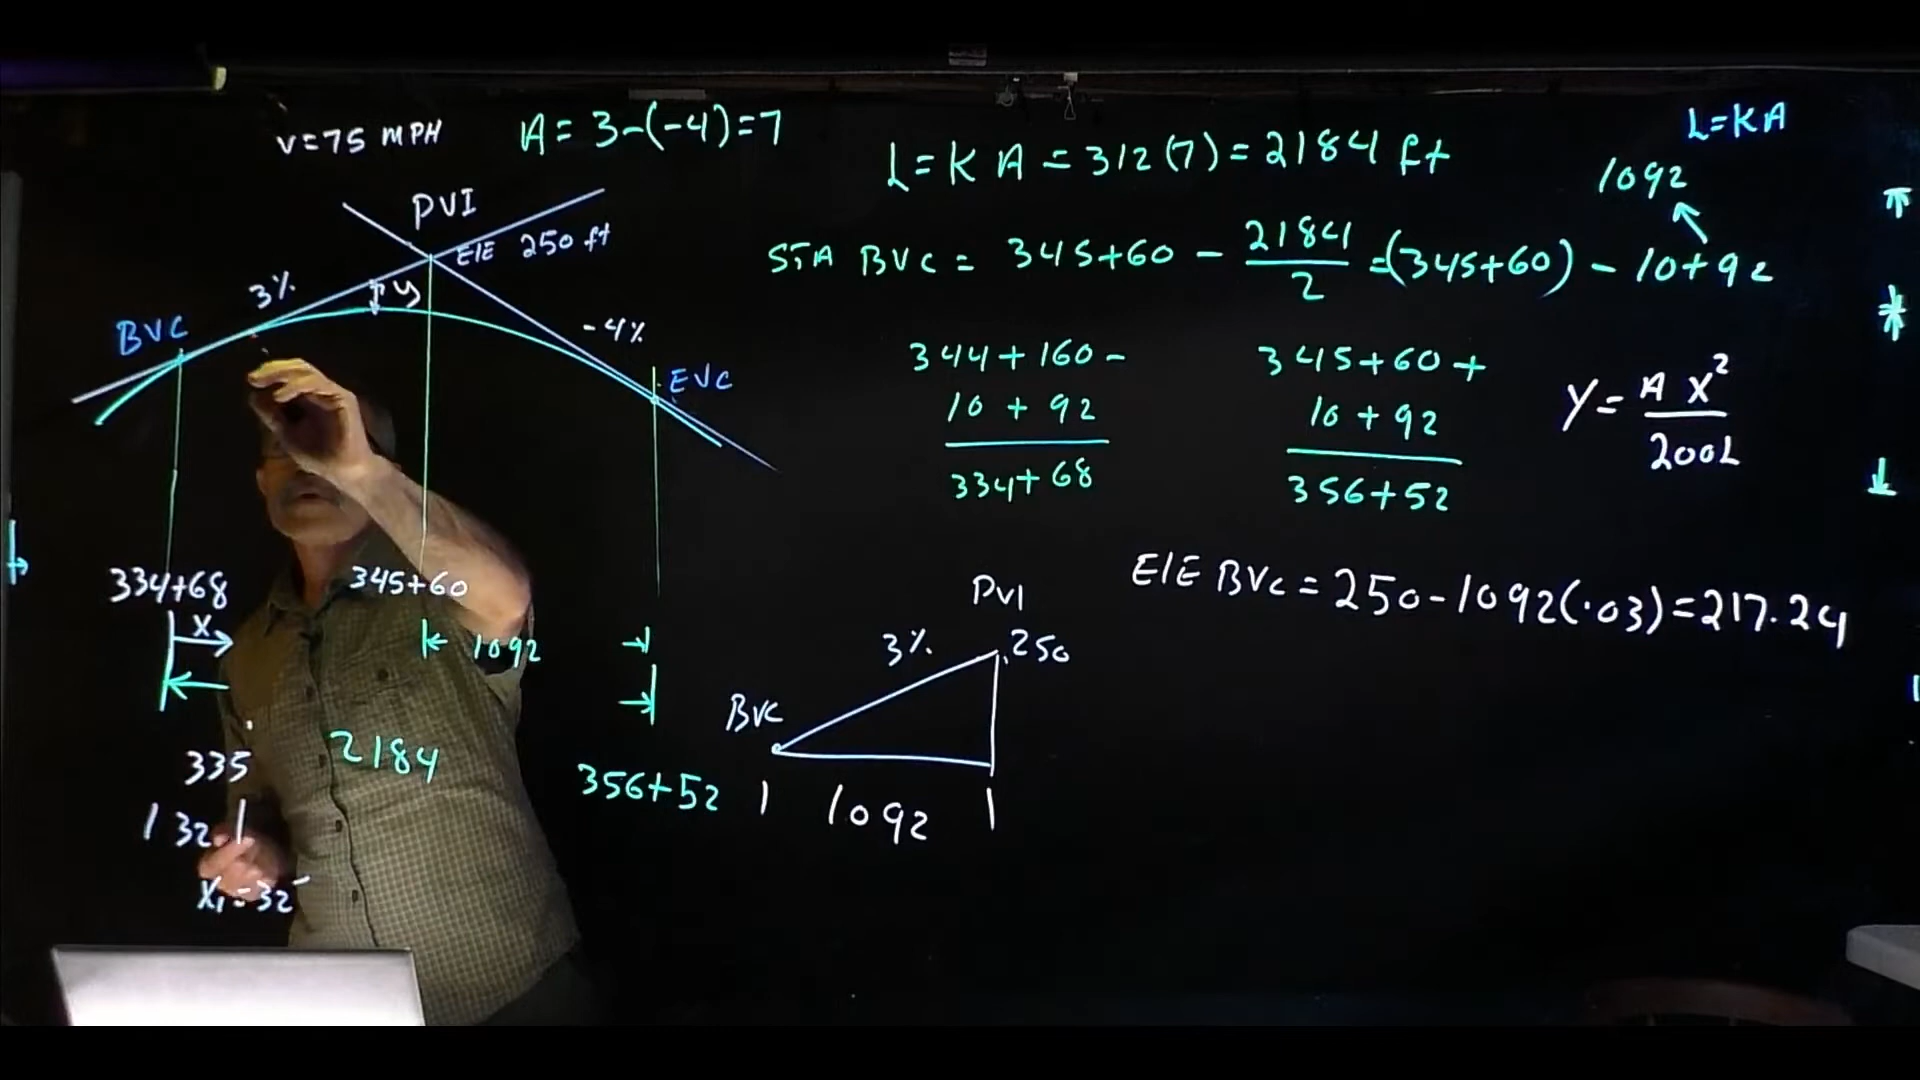 V=75 MPH
A = 3-(-4)=7
L=KA
L=KA=312(7)=2184 ft
1092
PVI
ElE 250 ft
STA BVC = 345+60 - 2184/2 =(345+60) - 10+92
3%
y
-4%
BVC
EVC
344+160-
10+92
334+68
345+60+
10+92
356+52
Y= A X² / 200L
334+68
345+60
X
1092
ElE BVC = 250-1092(.03)=217.24
PVI
3%
250
BVC
335
2184
356+52
1092
32
X₁=32